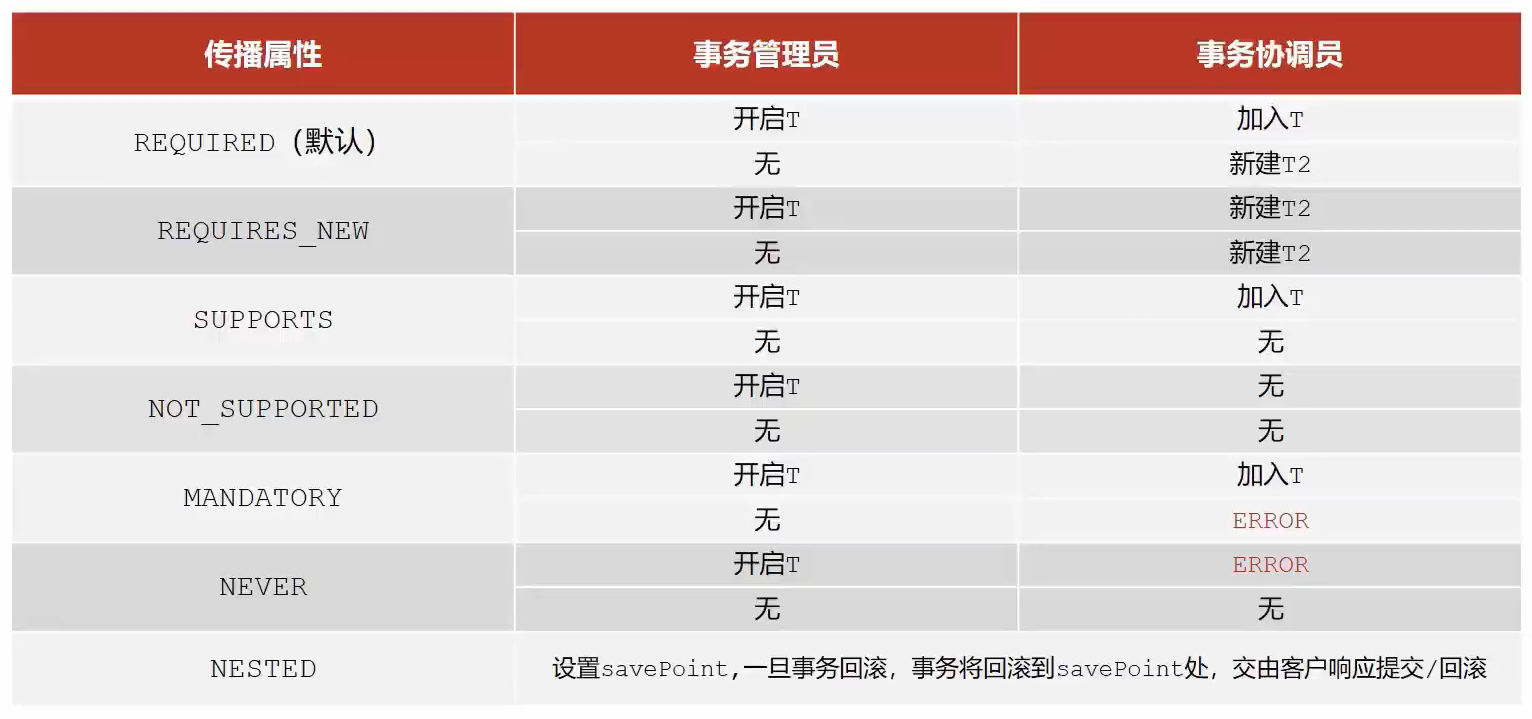 传播属性 事务管理员 事务协调员
REQUIRED（默认） 开启T 加入T
无 新建T2
REQUIRES_NEW 开启T 新建T2
无 新建T2
SUPPORTS 开启T 加入T
无 无
NOT_SUPPORTED 开启T 无
无 无
MANDATORY 开启T 加入T
无 ERROR
NEVER 开启T ERROR
无 无
NESTED 设置savePoint,一旦事务回滚，事务将回滚到savePoint处，交由客户响应提交/回滚